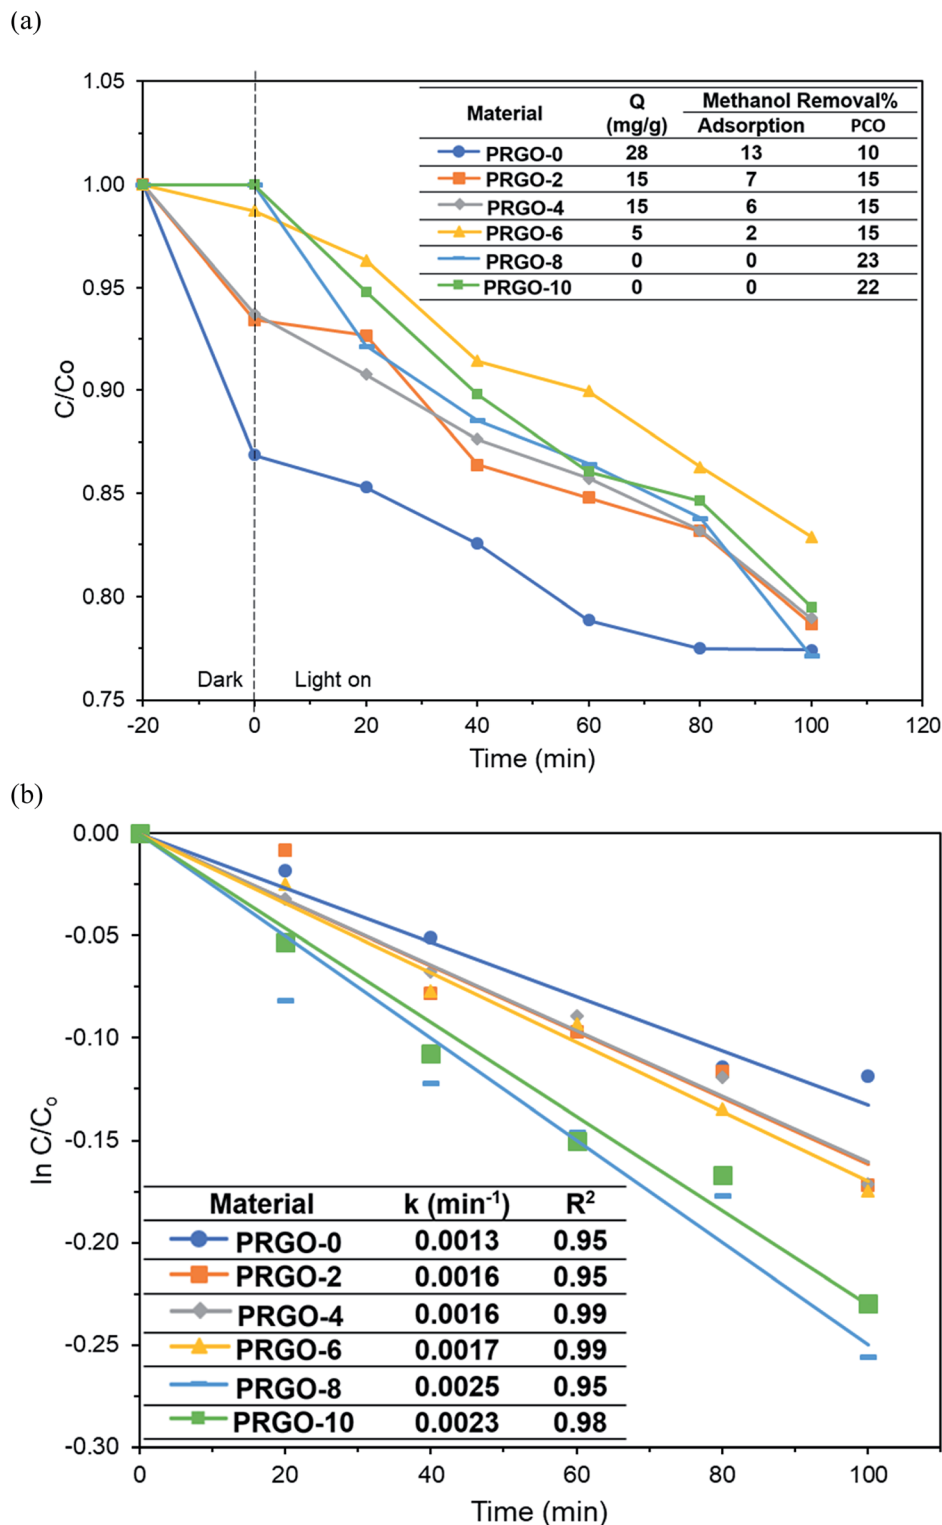 (a)
1.05
1.00
0.95
0.90
0.85
0.80
0.75
C/Co
Material Q (mg/g) Methanol Removal%
Adsorption PCO
PRGO-0 28 13 10
PRGO-2 15 7 15
PRGO-4 15 6 15
PRGO-6 5 2 15
PRGO-8 0 0 23
PRGO-10 0 0 22
Dark Light on
-20 0 20 40 60 80 100 120
Time (min)
(b)
0.00
-0.05
-0.10
-0.15
-0.20
-0.25
-0.30
ln C/Co
Material k (min-1) R2
PRGO-0 0.0013 0.95
PRGO-2 0.0016 0.95
PRGO-4 0.0016 0.99
PRGO-6 0.0017 0.99
PRGO-8 0.0025 0.95
PRGO-10 0.0023 0.98
0 20 40 60 80 100
Time (min)